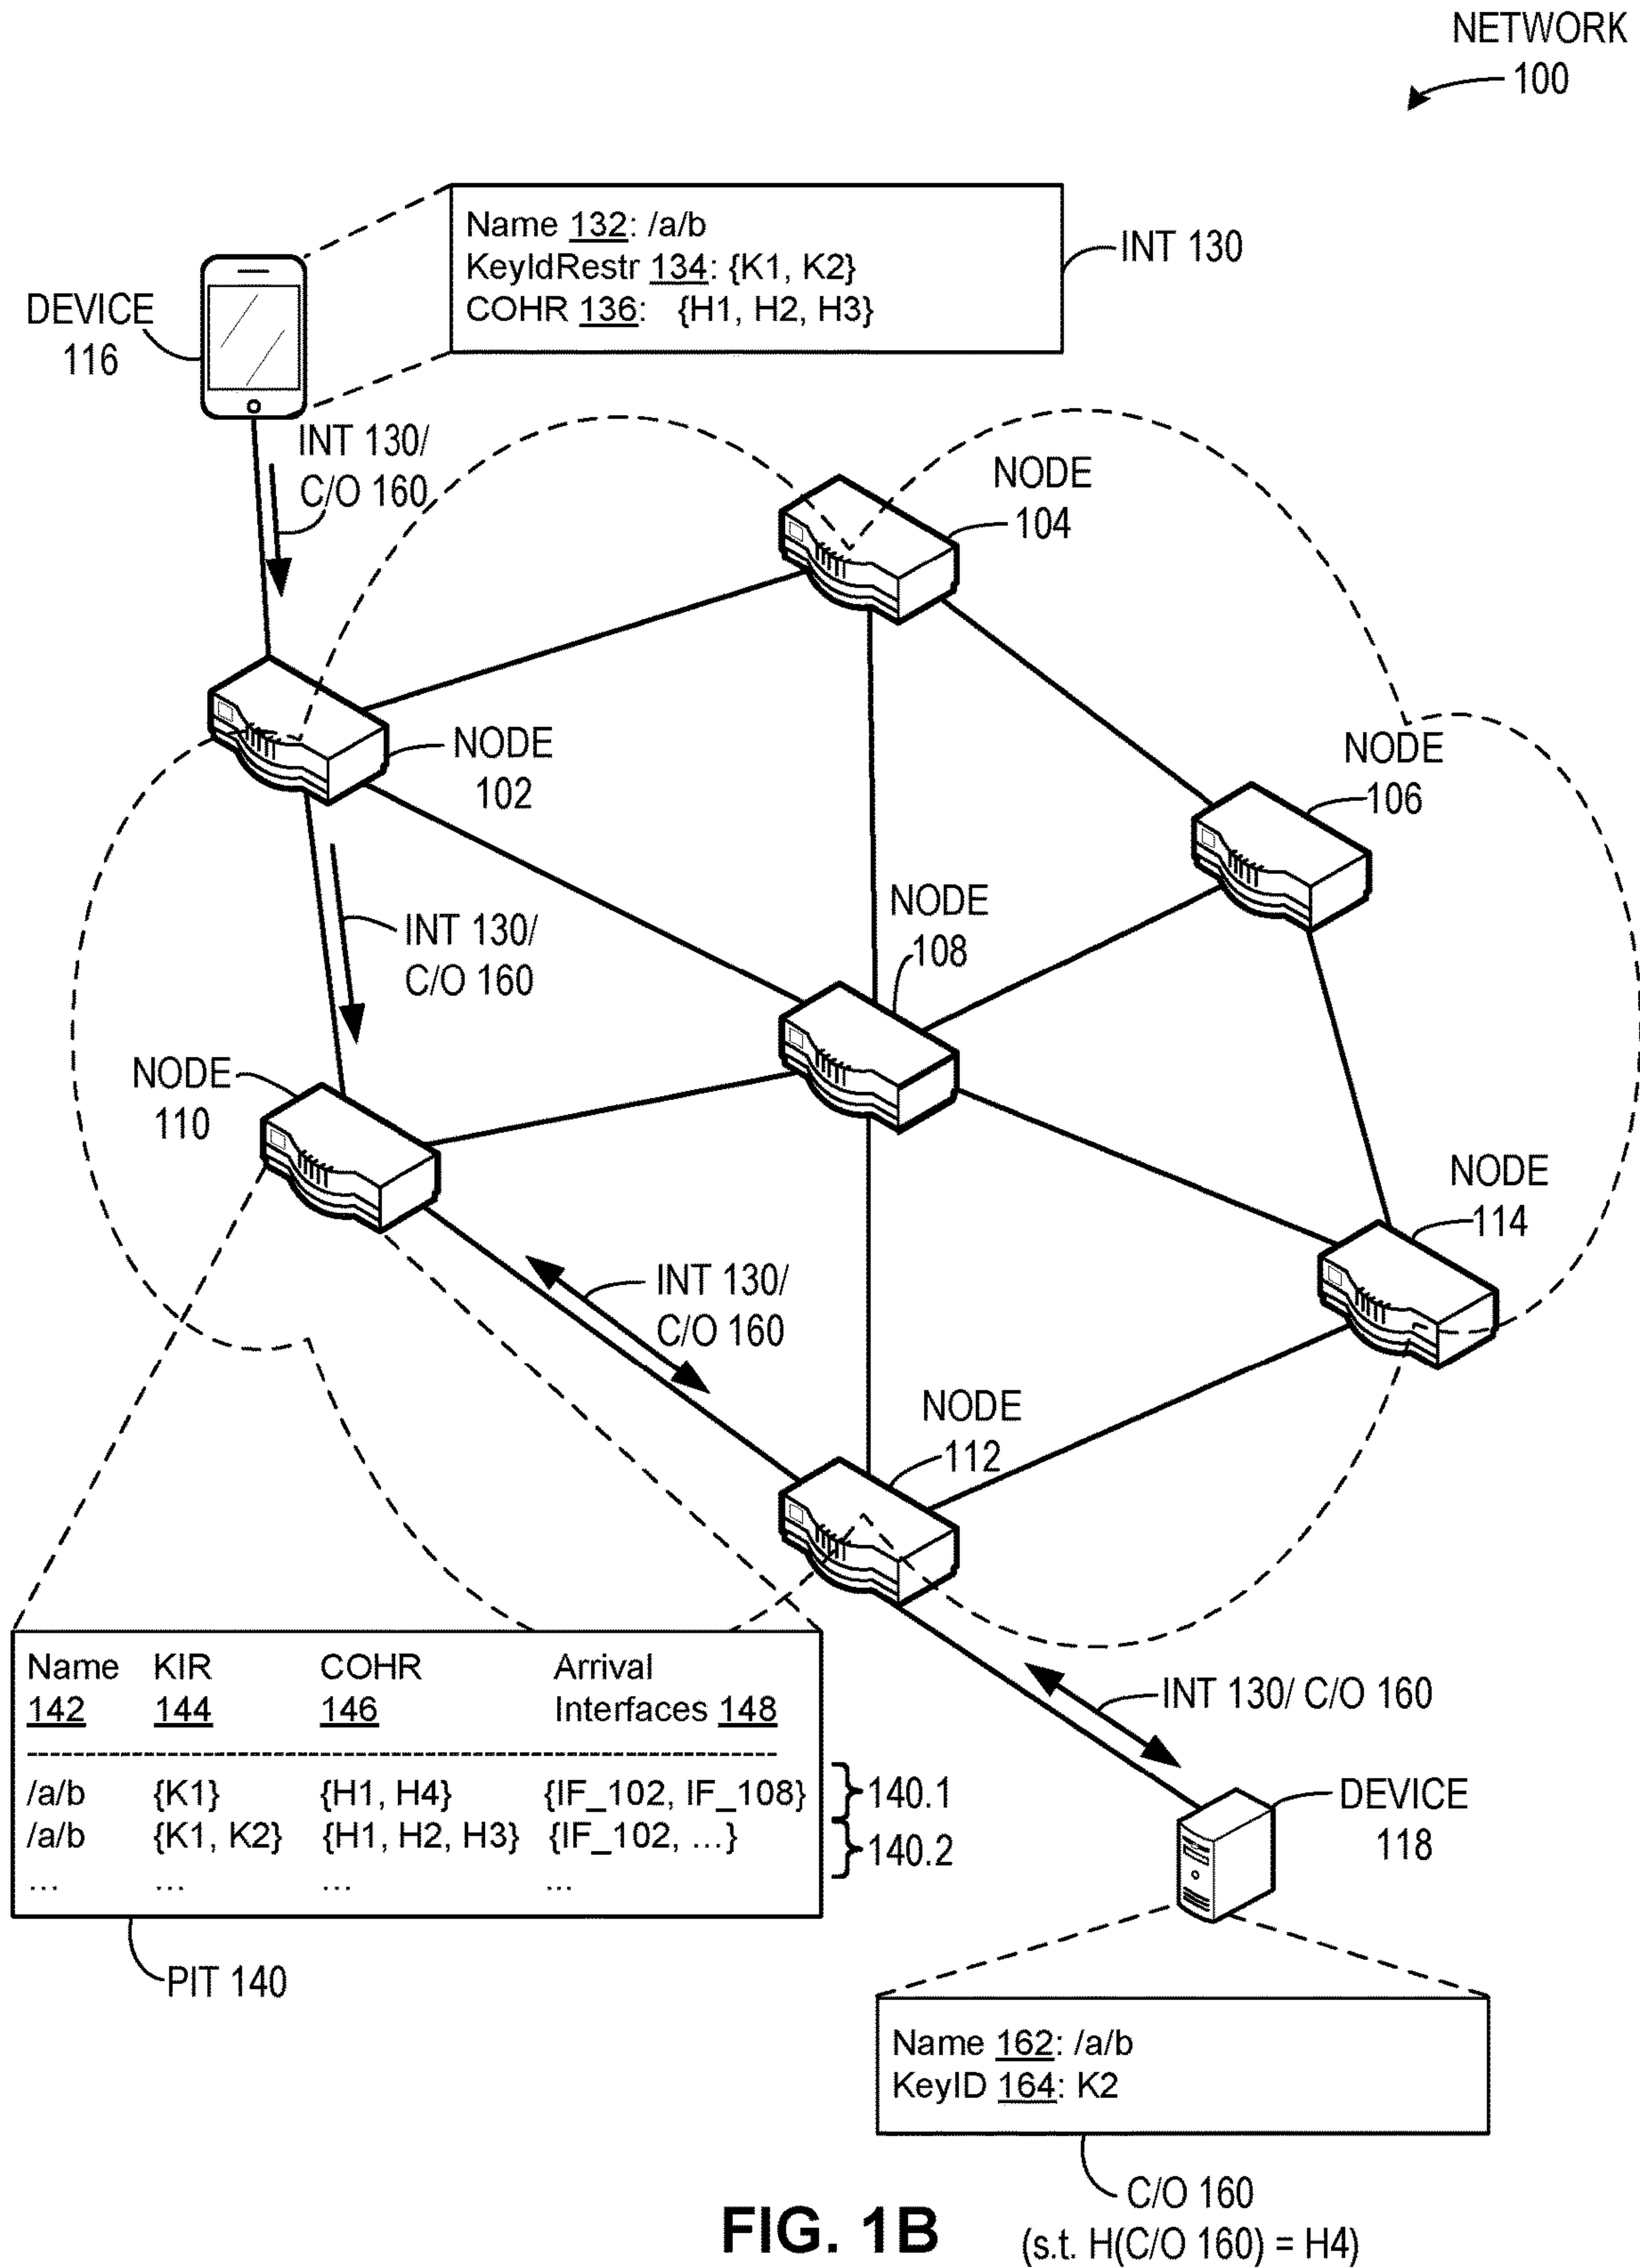 NETWORK
100
Name 132: /a/b
KeyIdRestr 134: {K1, K2}
COHR 136: {H1, H2, H3}
INT 130
DEVICE
116
INT 130/
C/O 160
NODE
104
NODE
102
NODE
106
NODE
108
INT 130/
C/O 160
NODE
110
NODE
114
INT 130/
C/O 160
NODE
112
Name KIR COHR Arrival
142 144 146 Interfaces 148
/a/b {K1} {H1, H4} {IF_102, IF_108} 140.1
/a/b {K1, K2} {H1, H2, H3} {IF_102, ...} 140.2
... ... ... ...
PIT 140
INT 130/ C/O 160
DEVICE
118
Name 162: /a/b
KeyID 164: K2
C/O 160
(s.t. H(C/O 160) = H4)
FIG. 1B